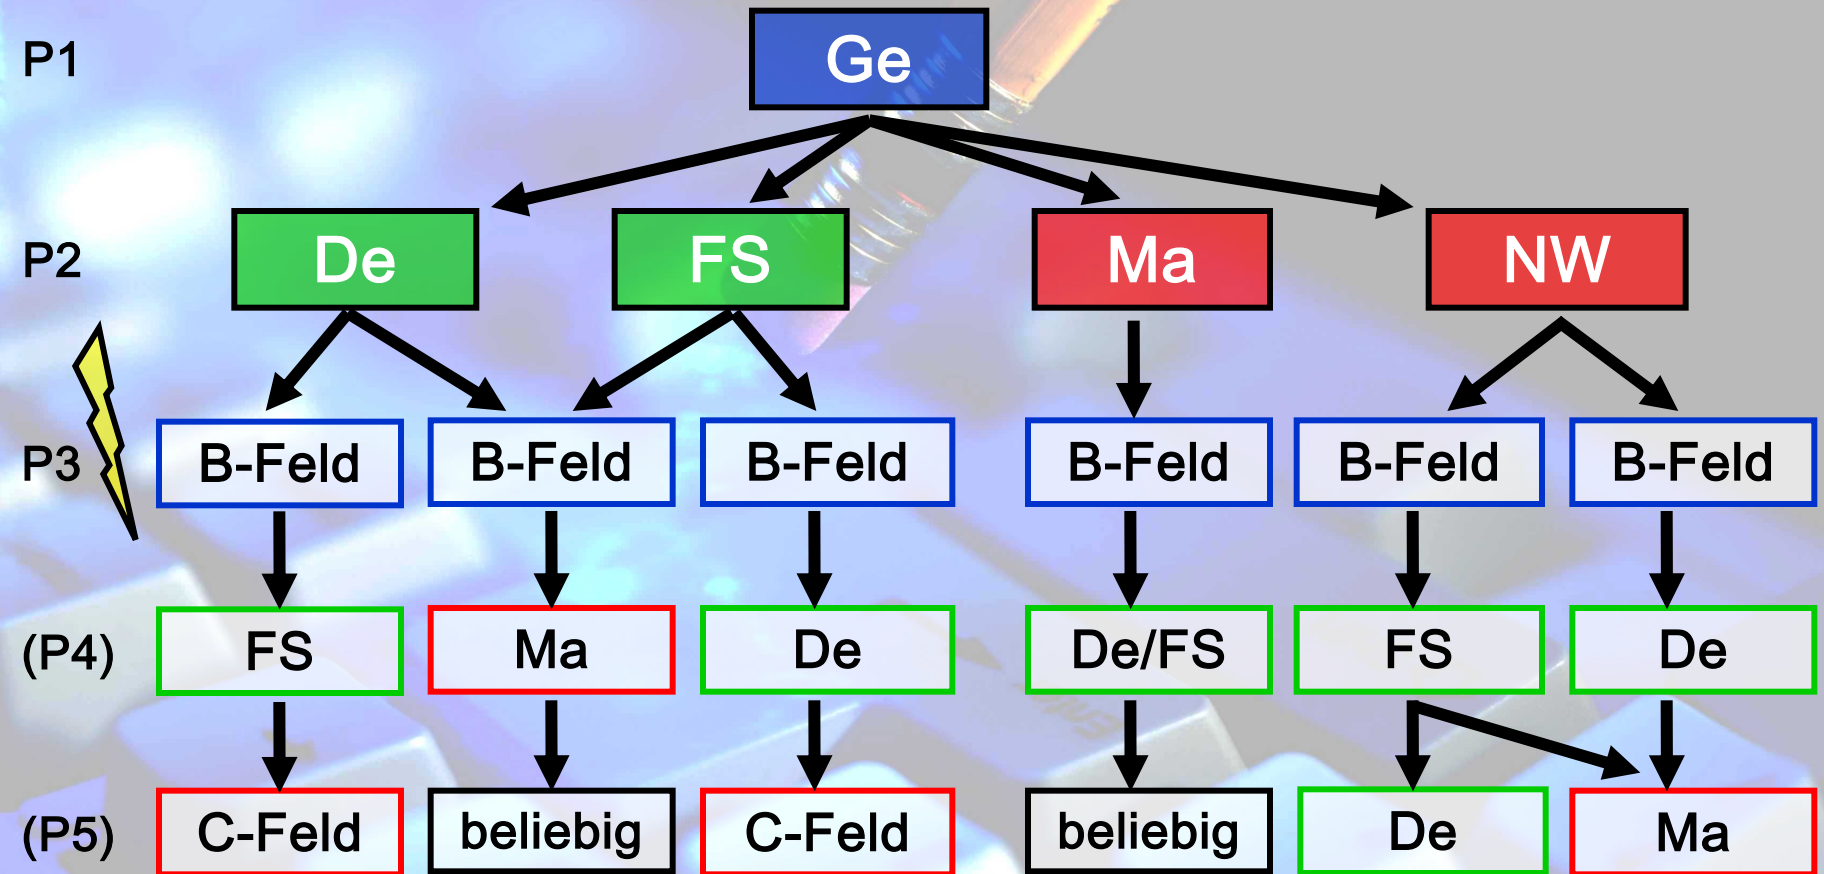 P1 Ge
P2 De FS Ma NW
P3 B-Feld B-Feld B-Feld B-Feld B-Feld B-Feld
(P4) FS Ma De De/FS FS De
(P5) C-Feld beliebig C-Feld beliebig De Ma